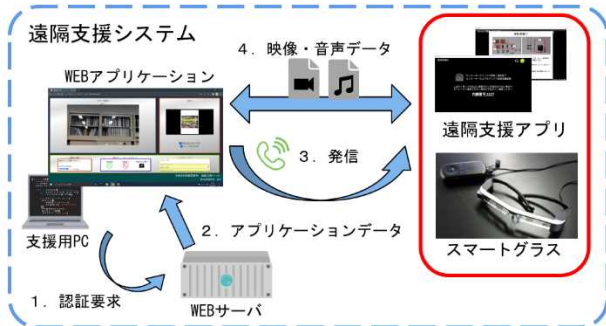 遠隔支援システム
4. 映像・音声データ
WEBアプリケーション
遠隔支援アプリ
3. 発信
スマートグラス
支援用PC
2. アプリケーションデータ
1. 認証要求
WEBサーバ